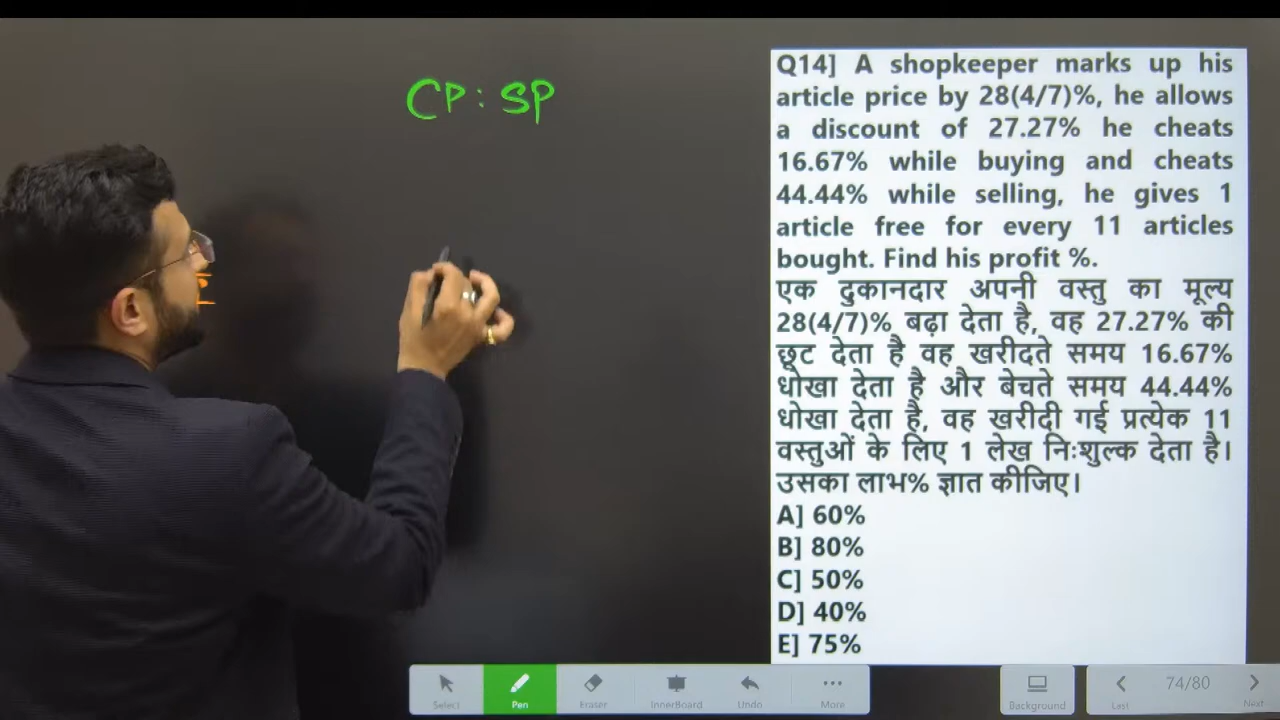 CP : SP
Q14] A shopkeeper marks up his
article price by 28(4/7)%, he allows
a discount of 27.27% he cheats
16.67% while buying and cheats
44.44% while selling, he gives 1
article free for every 11 articles
bought. Find his profit %.
एक दुकानदार अपनी वस्तु का मूल्य
28(4/7)% बढ़ा देता है, वह 27.27% की
छूट देता है वह खरीदते समय 16.67%
धोखा देता है और बेचते समय 44.44%
धोखा देता है, वह खरीदी गई प्रत्येक 11
वस्तुओं के लिए 1 लेख निःशुल्क देता है।
उसका लाभ% ज्ञात कीजिए।
A] 60%
B] 80%
C] 50%
D] 40%
E] 75%
Select
Pen
Eraser
InnerBoard
Undo
More
Background
Last
74/80
Next